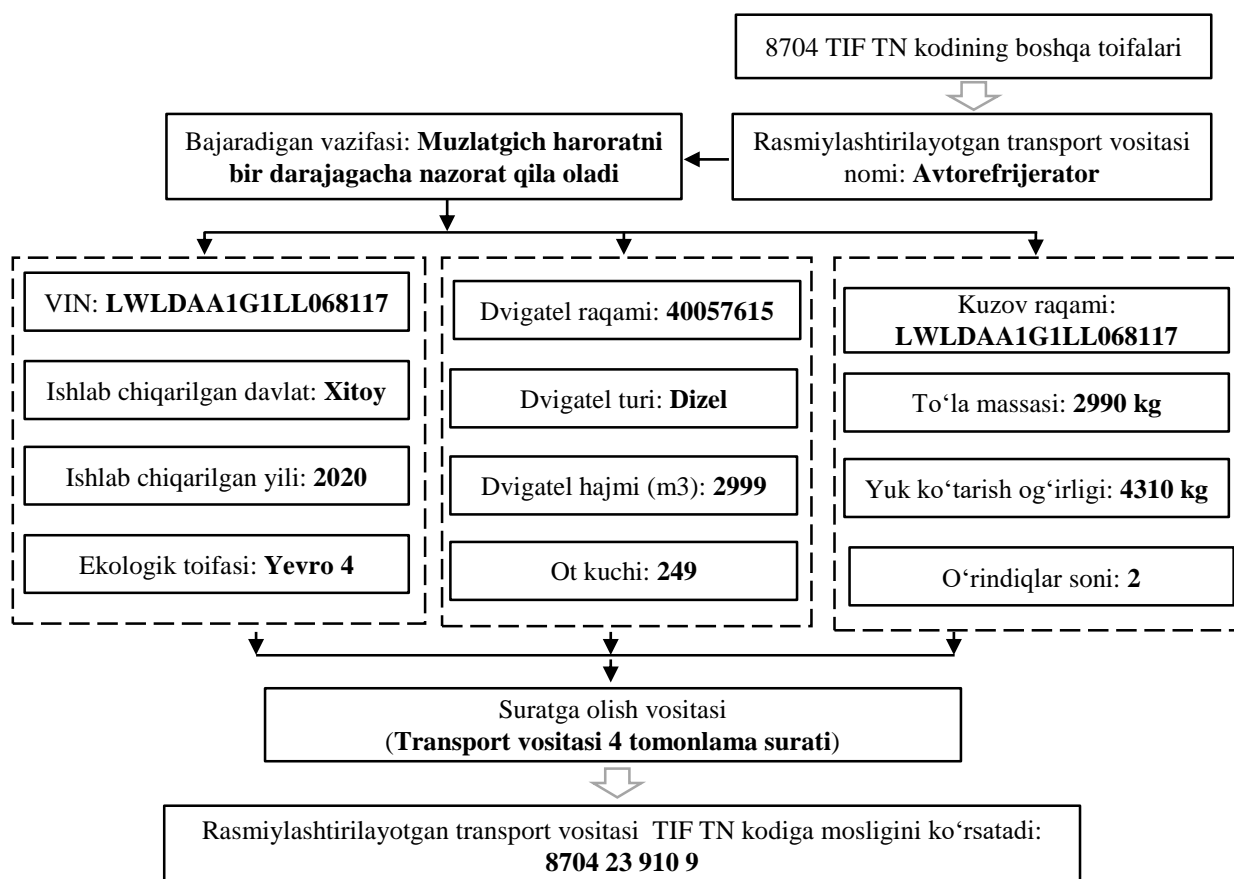 8704 TIF TN kodining boshqa toifalari
Rasmiylashtirilayotgan transport vositasi
nomi: Avtorefrijerator
Bajaradigan vazifasi: Muzlatgich haroratni
bir darajagacha nazorat qila oladi
VIN: LWLDAA1G1LL068117
Ishlab chiqarilgan davlat: Xitoy
Ishlab chiqarilgan yili: 2020
Ekologik toifasi: Yevro 4
Dvigatel raqami: 40057615
Dvigatel turi: Dizel
Dvigatel hajmi (m3): 2999
Ot kuchi: 249
Kuzov raqami:
LWLDAA1G1LL068117
To‘la massasi: 2990 kg
Yuk ko‘tarish og‘irligi: 4310 kg
O‘rindiqlar soni: 2
Suratga olish vositasi
(Transport vositasi 4 tomonlama surati)
Rasmiylashtirilayotgan transport vositasi TIF TN kodiga mosligini ko‘rsatadi:
8704 23 910 9